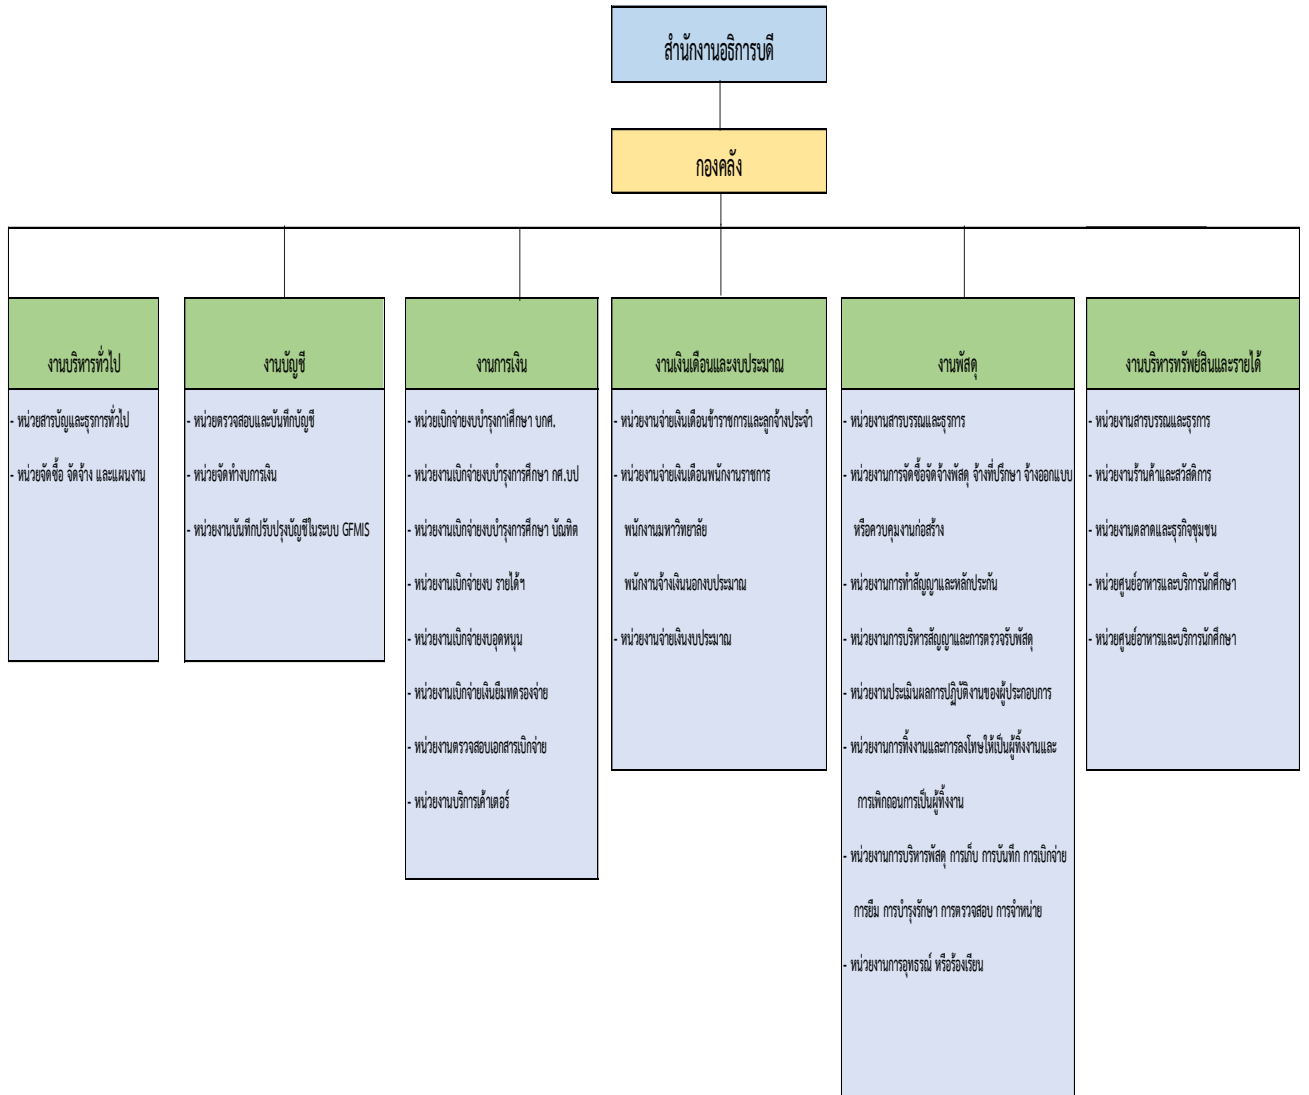 สำนักงานอธิการบดี
กองคลัง
งานบริหารทั่วไป
- หน่วยสารบัญและธุรการทั่วไป
- หน่วยจัดซื้อ จัดจ้าง และแผนงาน
งานบัญชี
- หน่วยตรวจสอบและบันทึกบัญชี
- หน่วยจัดทำงบการเงิน
- หน่วยงานบันทึกปรับปรุงบัญชีในระบบ GFMIS
งานการเงิน
- หน่วยเบิกจ่ายงบบำรุงกาiศึกษา บกศ.
- หน่วยงานเบิกจ่ายงบบำรุงการศึกษา กศ.บป
- หน่วยงานเบิกจ่ายงบบำรุงการศึกษา บัณฑิต
- หน่วยงานเบิกจ่ายงบ รายได้ฯ
- หน่วยงานเบิกจ่ายงบอุดหนุน
- หน่วยงานเบิกจ่ายเงินยืมทดรองจ่าย
- หน่วยงานตรวจสอบเอกสารเบิกจ่าย
- หน่วยงานบริการเค้าเตอร์
งานเงินเดือนและงบประมาณ
- หน่วยงานจ่ายเงินเดือนข้าราชการและลูกจ้างประจำ
- หน่วยงานจ่ายเงินเดือนพนักงานราชการ
พนักงานมหาวิทยาลัย
พนักงานจ้างเงินนอกงบประมาณ
- หน่วยงานจ่ายเงินงบประมาณ
งานพัสดุ
- หน่วยงานสารบรรณและธุรการ
- หน่วยงานการจัดซื้อจัดจ้างพัสดุ จ้างที่ปรึกษา จ้างออกแบบ
หรือควบคุมงานก่อสร้าง
- หน่วยงานการทำสัญญาและหลักประกัน
- หน่วยงานการบริหารสัญญาและการตรวจรับพัสดุ
- หน่วยงานประเมินผลการปฏิบัติงานของผู้ประกอบการ
- หน่วยงานการทิ้งงานและการลงโทษให้เป็นผู้ทิ้งงานและ
การเพิกถอนการเป็นผู้ทิ้งงาน
- หน่วยงานการบริหารพัสดุ การเก็บ การบันทึก การเบิกจ่าย
การยืม การบำรุงรักษา การตรวจสอบ การจำหน่าย
- หน่วยงานการอุทธรณ์ หรือร้องเรียน
งานบริหารทรัพย์สินและรายได้
- หน่วยงานสารบรรณและธุรการ
- หน่วยงานร้านค้าและสวัสดิการ
- หน่วยงานตลาดและธุรกิจชุมชน
- หน่วยศูนย์อาหารและบริการนักศึกษา
- หน่วยศูนย์อาหารและบริการนักศึกษา